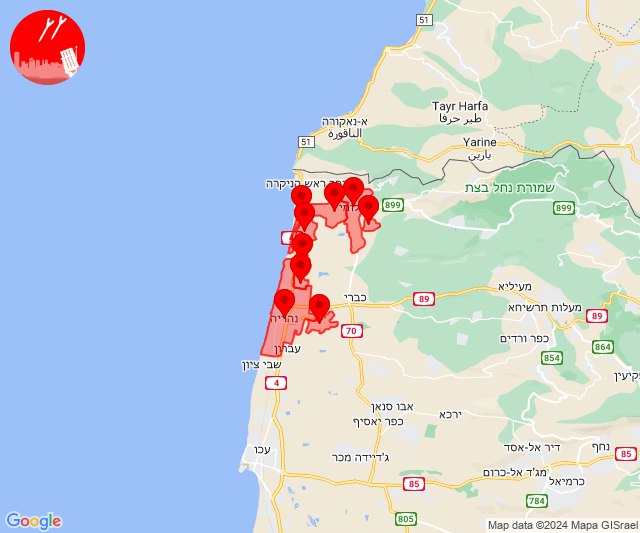 51
Tayr Harfa
طير حرفا
א-נאקורה
الناقورة
51
Yarine
يارين
ראש הניקרה
שמורת נחל בצת
899
899
מעליא
כברי
89
מעלות תרשיחא
89
נהריה
70
כפר ורדים
864
עברון
854
שבי ציון
פקיעין
4
אבו סנאן
ירכא
כפר יאסיף
נחף
דיר אל-אסד
עכו
ג'דיידה מכר
85
מג'ד אל-כרום
85
כרמיאל
784
805
Google
Map data ©2024 Mapa GISrael